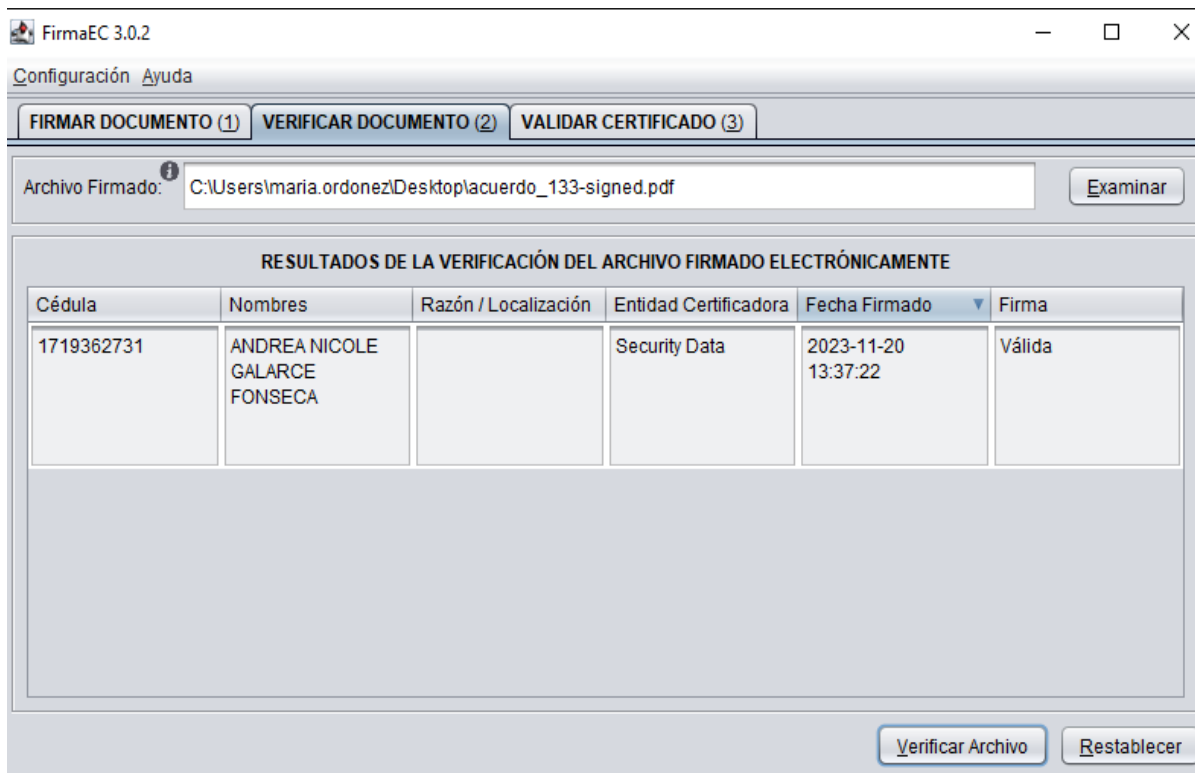 FirmaEC 3.0.2
Configuración Ayuda
FIRMAR DOCUMENTO (1) VERIFICAR DOCUMENTO (2) VALIDAR CERTIFICADO (3)
Archivo Firmado: C:\Users\maria.ordonez\Desktop\acuerdo_133-signed.pdf Examinar
RESULTADOS DE LA VERIFICACIÓN DEL ARCHIVO FIRMADO ELECTRÓNICAMENTE
Cédula Nombres Razón / Localización Entidad Certificadora Fecha Firmado Firma
1719362731 ANDREA NICOLE Security Data 2023-11-20 Válida
GALARCE 13:37:22
FONSECA
Verificar Archivo Restablecer